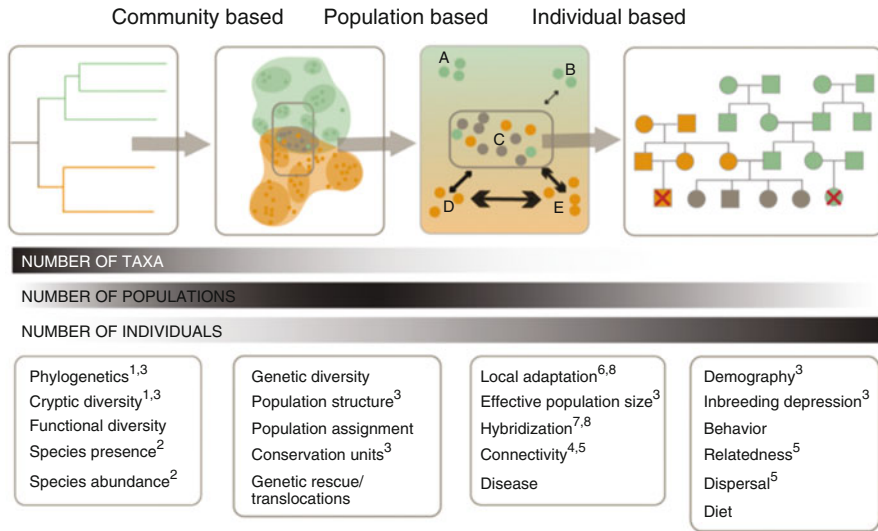 Community based Population based Individual based
A
B
C
D
E
NUMBER OF TAXA
NUMBER OF POPULATIONS
NUMBER OF INDIVIDUALS
Phylogenetics1,3
Cryptic diversity1,3
Functional diversity
Species presence2
Species abundance2
Genetic diversity
Population structure3
Population assignment
Conservation units3
Genetic rescue/
translocations
Local adaptation6,8
Effective population size3
Hybridization7,8
Connectivity4,5
Disease
Demography3
Inbreeding depression3
Behavior
Relatedness5
Dispersal5
Diet